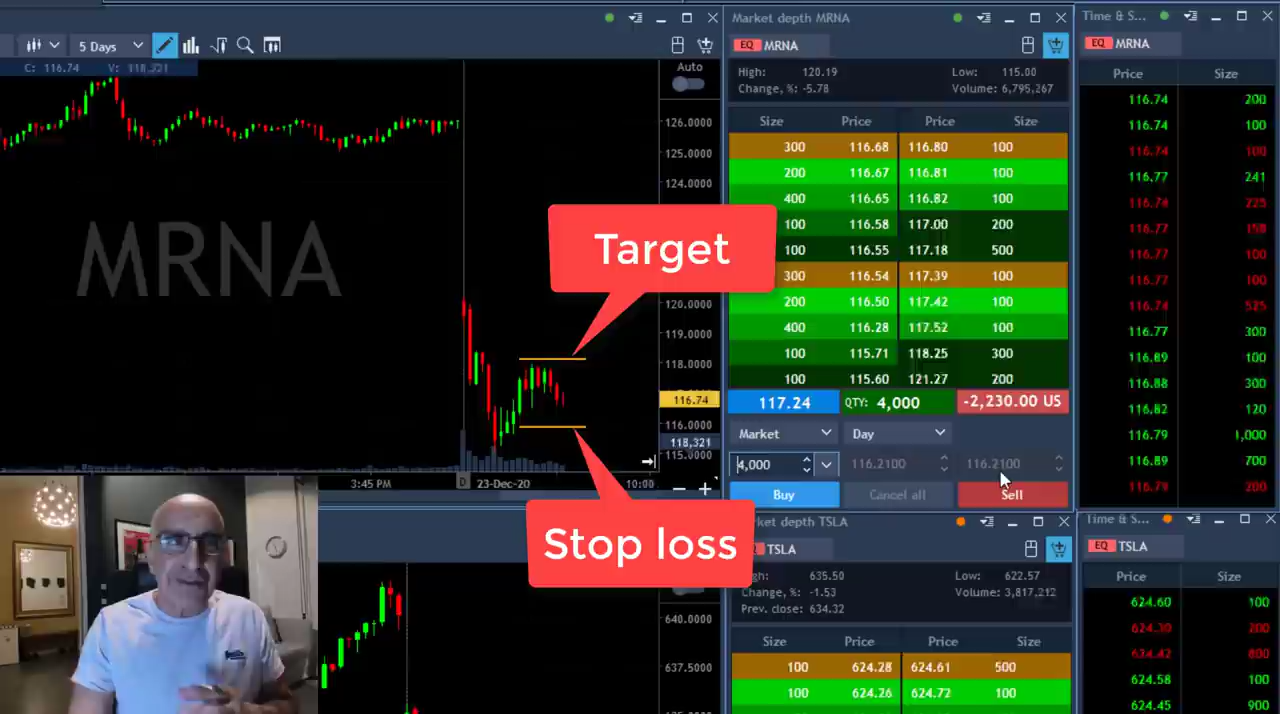 5 Days
C: 116.74 V: 118,321
MRNA
Auto
126.0000
125.0000
124.0000
120.0000
119.0000
118.0000
116.74
116.0000
118,321
115.0000
3:45 PM
D
23-Dec-20
10:00
Target
Stop loss
Market depth MRNA
EQ MRNA
High: 120.19 Low: 115.00
Change, %: -5.78 Volume: 6,795,267
Size Price Price Size
300 116.68 116.80 100
200 116.67 116.81 100
400 116.65 116.82 100
100 116.58 117.00 200
100 116.55 117.18 500
300 116.54 117.39 100
200 116.50 117.42 100
400 116.28 117.52 100
100 115.71 118.25 300
100 115.60 121.27 200
117.24 QTY: 4,000 -2,230.00 US
Market Day
4,000 116.2100 116.2100
Buy Cancel all Sell
Time & S...
EQ MRNA
Price Size
116.74 200
116.74 100
116.74 100
116.77 241
116.74 225
116.77 158
116.77 100
116.77 100
116.74 525
116.77 300
116.89 100
116.88 300
116.82 120
116.79 1,000
116.89 700
116.79 200
640.0000
637.5000
rket depth TSLA
TSLA
gh: 635.50 Low: 622.57
Change, %: -1.53 Volume: 3,817,212
Prev. close: 634.32
Size Price Price Size
100 624.28 624.61 500
100 624.26 624.72 100
Time & S...
EQ TSLA
Price Size
624.60 100
624.30 200
624.42 800
624.58 100
624.45 900